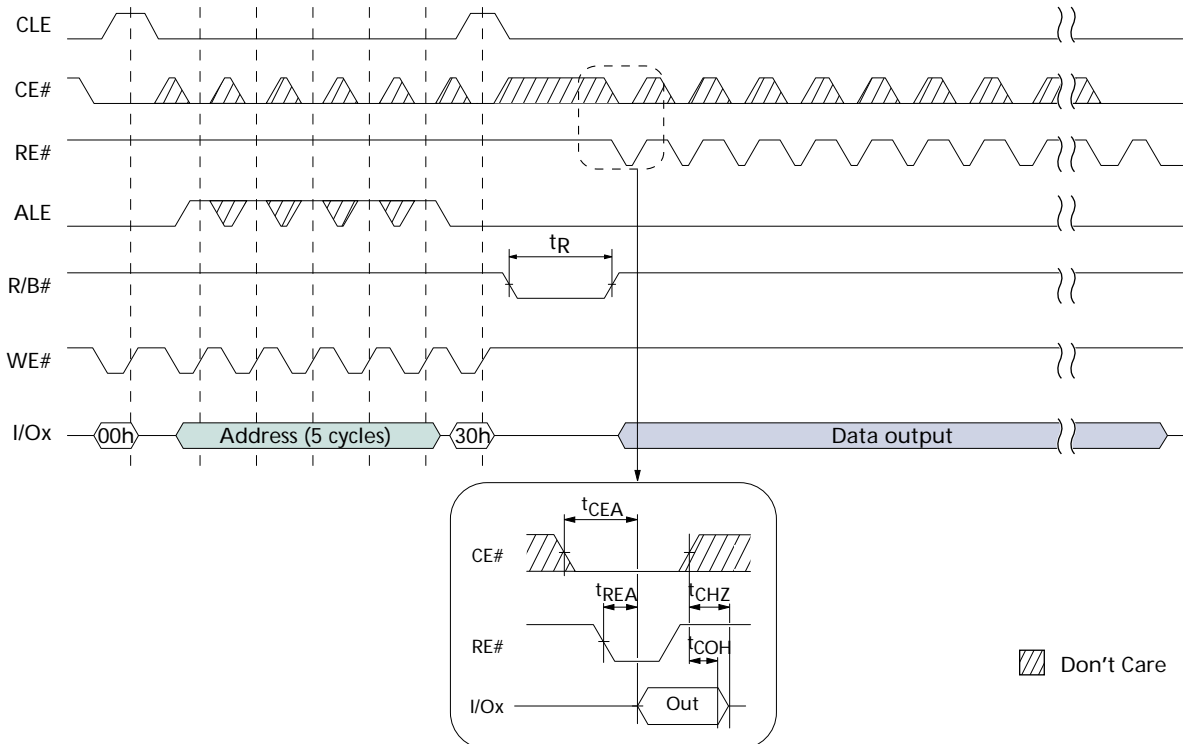 CLE
CE#
RE#
ALE
tR
R/B#
WE#
I/Ox 00h Address (5 cycles) 30h Data output
tCEA
CE#
tREA tCHZ
RE#
tCOH
I/Ox Out
Don't Care